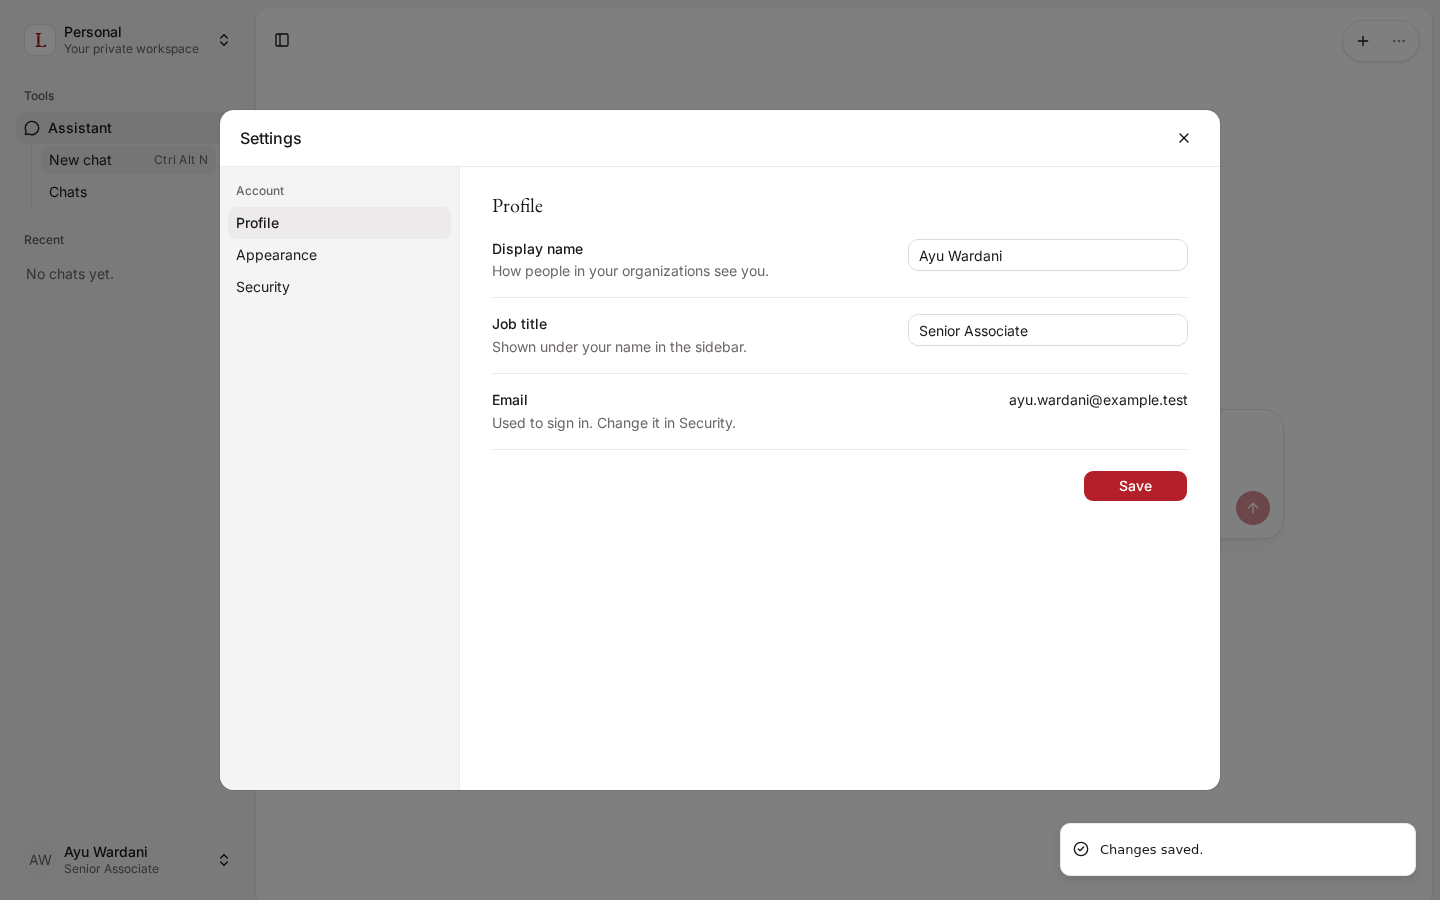 L
Personal
Your private workspace
Tools
Assistant
New chat Ctrl Alt N
Chats
Recent
No chats yet.
AW
Ayu Wardani
Senior Associate
Settings
Account
Profile
Appearance
Security
Profile
Display name
How people in your organizations see you.
Ayu Wardani
Job title
Shown under your name in the sidebar.
Senior Associate
Email
Used to sign in. Change it in Security.
ayu.wardani@example.test
Save
Changes saved.